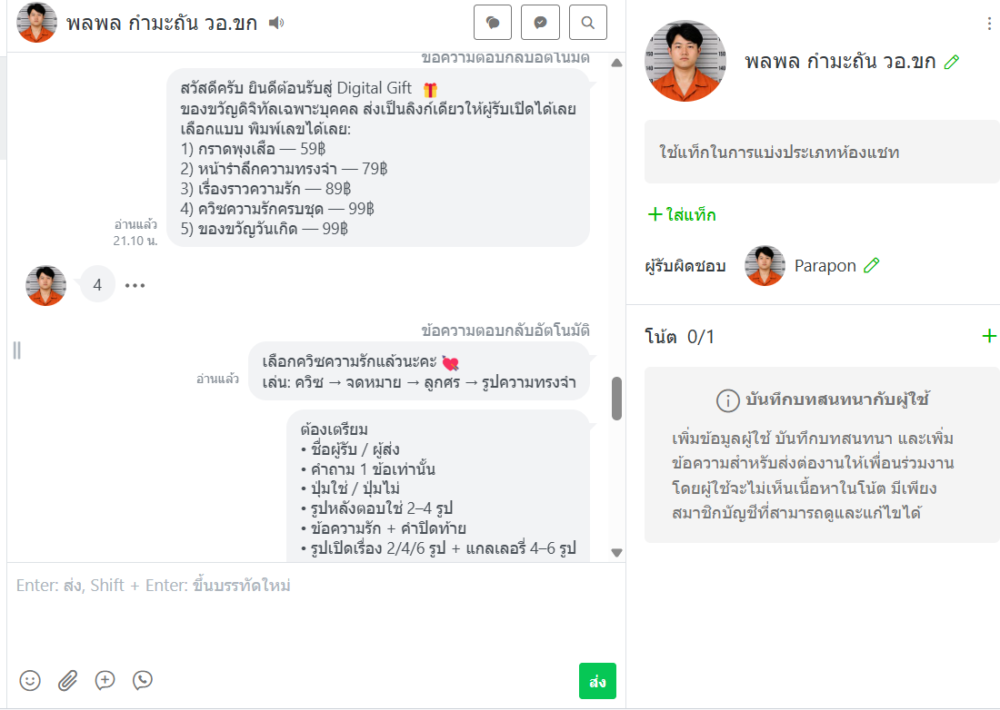 พลพล กำมะถัน วอ.ขก
ข้อความตอบกลับอัตโนมัติ
สวัสดีครับ ยินดีต้อนรับสู่ Digital Gift 🎁
ของขวัญดิจิทัลเฉพาะบุคคล ส่งเป็นลิงก์เดียวให้ผู้รับเปิดได้เลย
เลือกแบบ พิมพ์เลขได้เลย:
1) กราดพุงเสือ — 59฿
2) หน้ารำลึกความทรงจำ — 79฿
3) เรื่องราวความรัก — 89฿
4) ควิซความรักครบชุด — 99฿
5) ของขวัญวันเกิด — 99฿
อ่านแล้ว
21.10 น.
4
ข้อความตอบกลับอัตโนมัติ
เลือกควิซความรักแล้วนะคะ 💘
เล่น: ควิซ → จดหมาย → ลูกศร → รูปความทรงจำ
อ่านแล้ว
ต้องเตรียม
• ชื่อผู้รับ / ผู้ส่ง
• คำถาม 1 ข้อเท่านั้น
• ปุ่มใช่ / ปุ่มไม่
• รูปหลังตอบใช่ 2–4 รูป
• ข้อความรัก + คำปิดท้าย
• รูปเปิดเรื่อง 2/4/6 รูป + แกลเลอรี่ 4–6 รูป
Enter: ส่ง, Shift + Enter: ขึ้นบรรทัดใหม่
ส่ง
พลพล กำมะถัน วอ.ขก
ใช้แท็กในการแบ่งประเภทห้องแชท
+ ใส่แท็ก
ผู้รับผิดชอบ
Parapon
โน้ต 0/1
บันทึกบทสนทนากับผู้ใช้
เพิ่มข้อมูลผู้ใช้ บันทึกบทสนทนา และเพิ่ม
ข้อความสำหรับส่งต่องานให้เพื่อนร่วมงาน
โดยผู้ใช้จะไม่เห็นเนื้อหาในโน้ต มีเพียง
สมาชิกบัญชีที่สามารถดูและแก้ไขได้